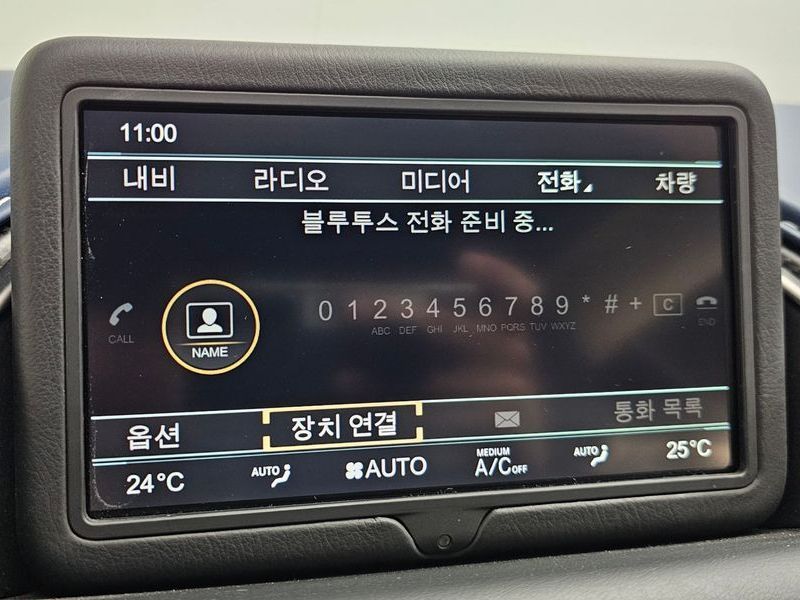 11:00
내비 라디오 미디어 전화 차량
블루투스 전화 준비 중...
CALL NAME 0 1 2 3 4 5 6 7 8 9 * # + C END
ABC DEF GHI JKL MNO PQRS TUV WXYZ
옵션 장치 연결 통화 목록
24°C AUTO AUTO MEDIUM A/C OFF AUTO 25°C